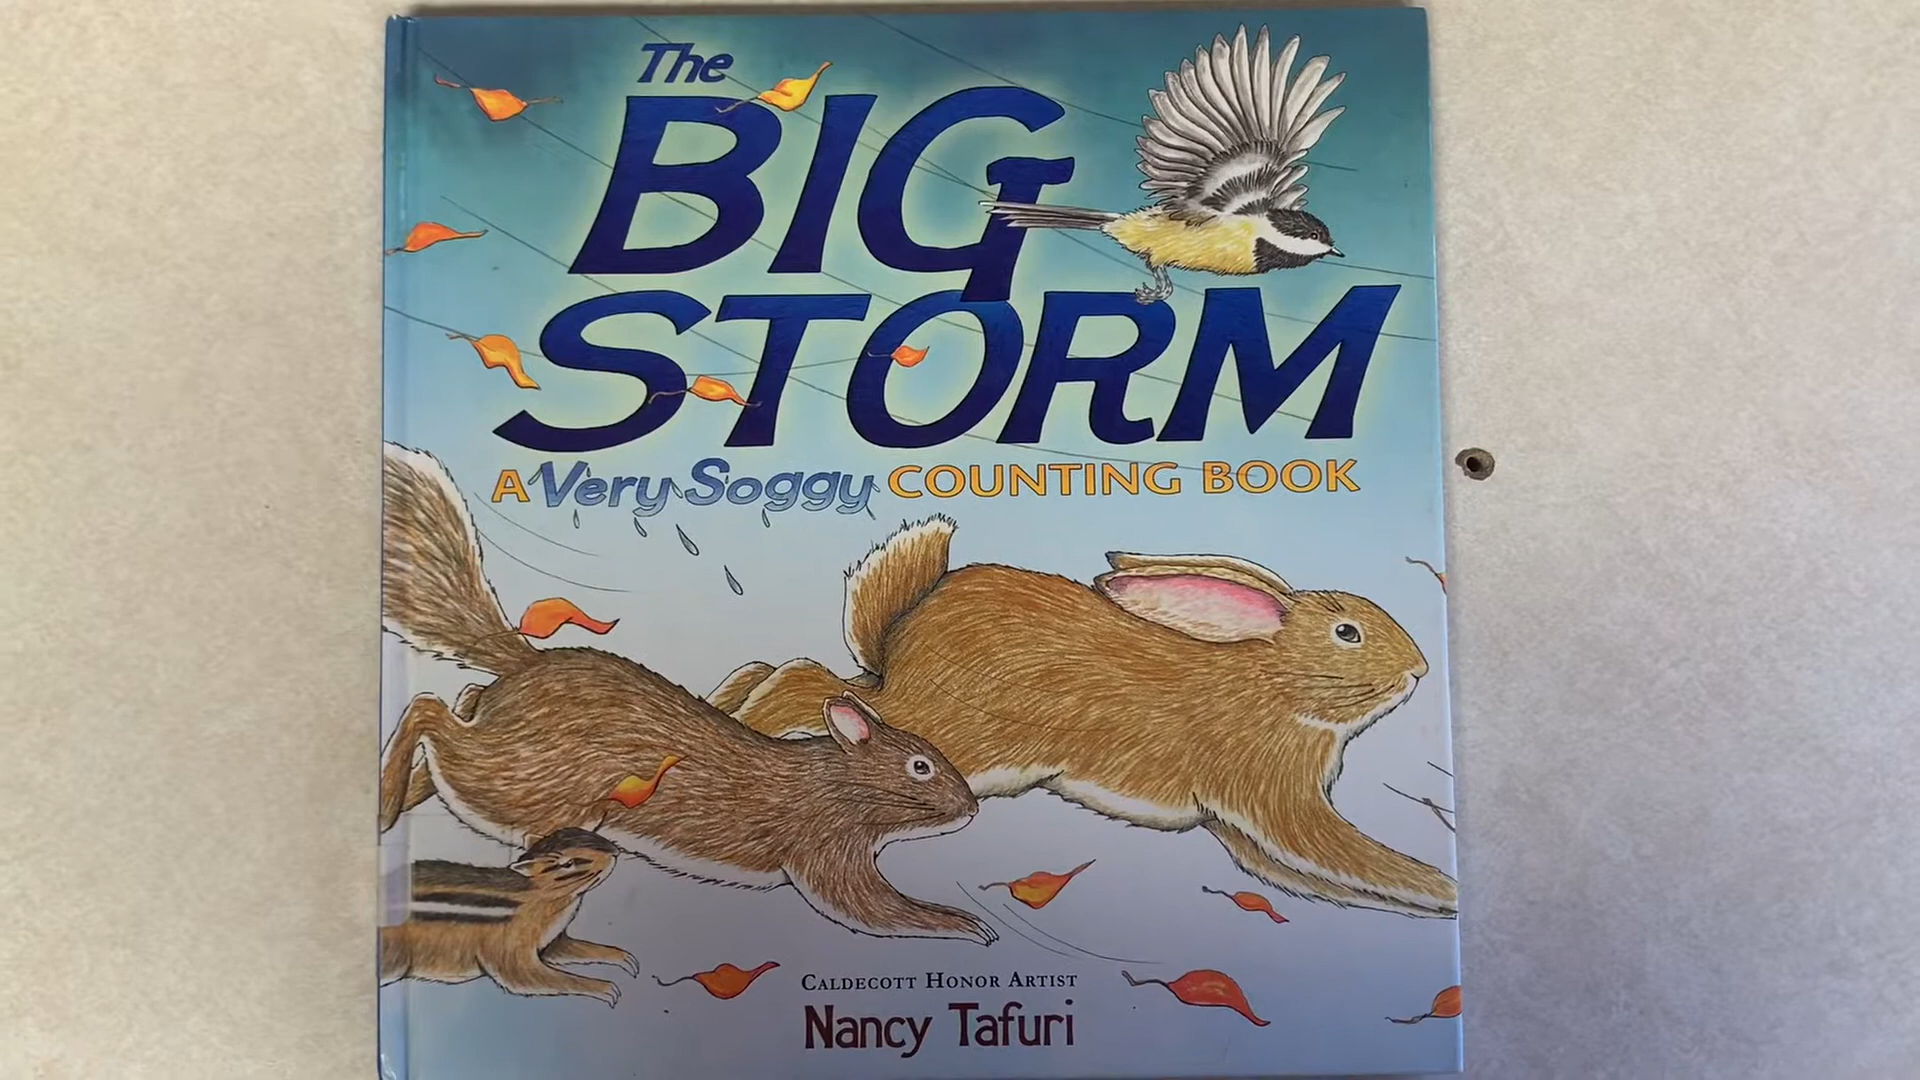 The
BIG
STORM
A Very Soggy COUNTING BOOK
CALDECOTT HONOR ARTIST
Nancy Tafuri